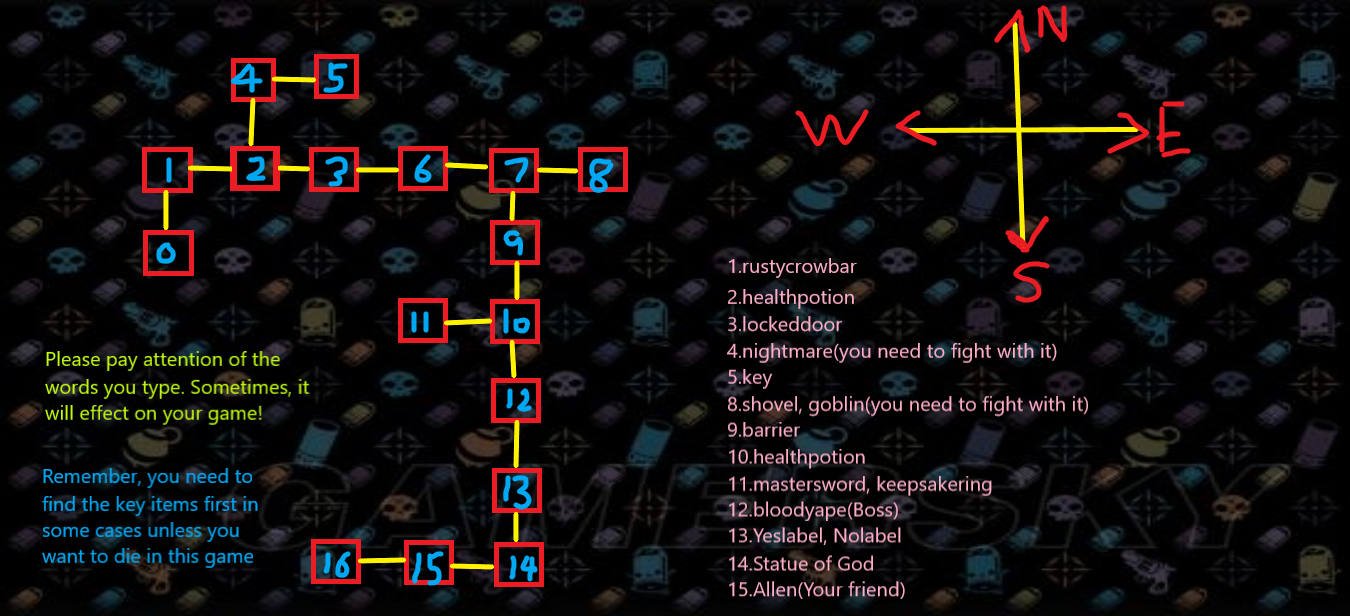 N
W
E
S
4
5
1
2
3
6
7
8
0
9
11
10
12
13
16
15
14
1.rustycrowbar
2.healthpotion
3.lockeddoor
4.nightmare(you need to fight with it)
5.key
8.shovel, goblin(you need to fight with it)
9.barrier
10.healthpotion
11.mastersword, keepsakering
12.bloodyape(Boss)
13.Yeslabel, Nolabel
14.Statue of God
15.Allen(Your friend)
Please pay attention of the
words you type. Sometimes, it
will effect on your game!
Remember, you need to
find the key items first in
some cases unless you
want to die in this game
GAMERSKY